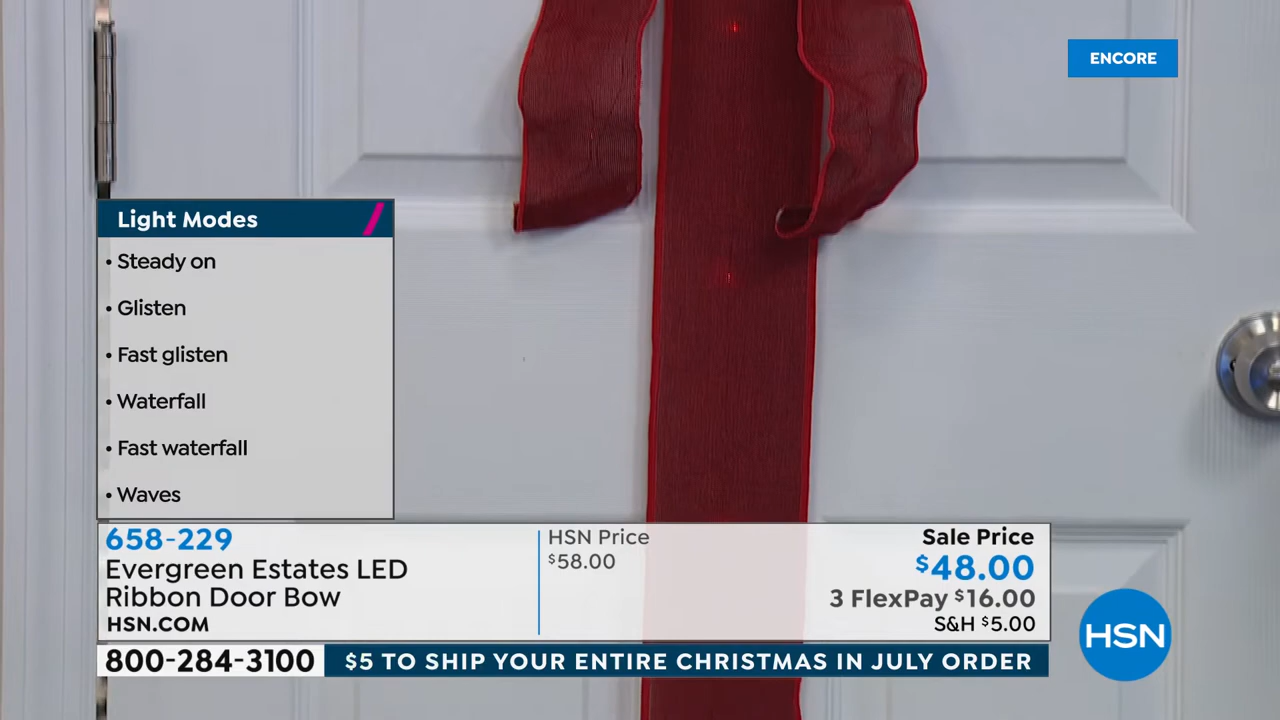 ENCORE
Light Modes
• Steady on
• Glisten
• Fast glisten
• Waterfall
• Fast waterfall
• Waves
658-229
Evergreen Estates LED
Ribbon Door Bow
HSN.COM
HSN Price
$58.00
Sale Price
$48.00
3 FlexPay $16.00
S&H $5.00
HSN
800-284-3100
$5 TO SHIP YOUR ENTIRE CHRISTMAS IN JULY ORDER